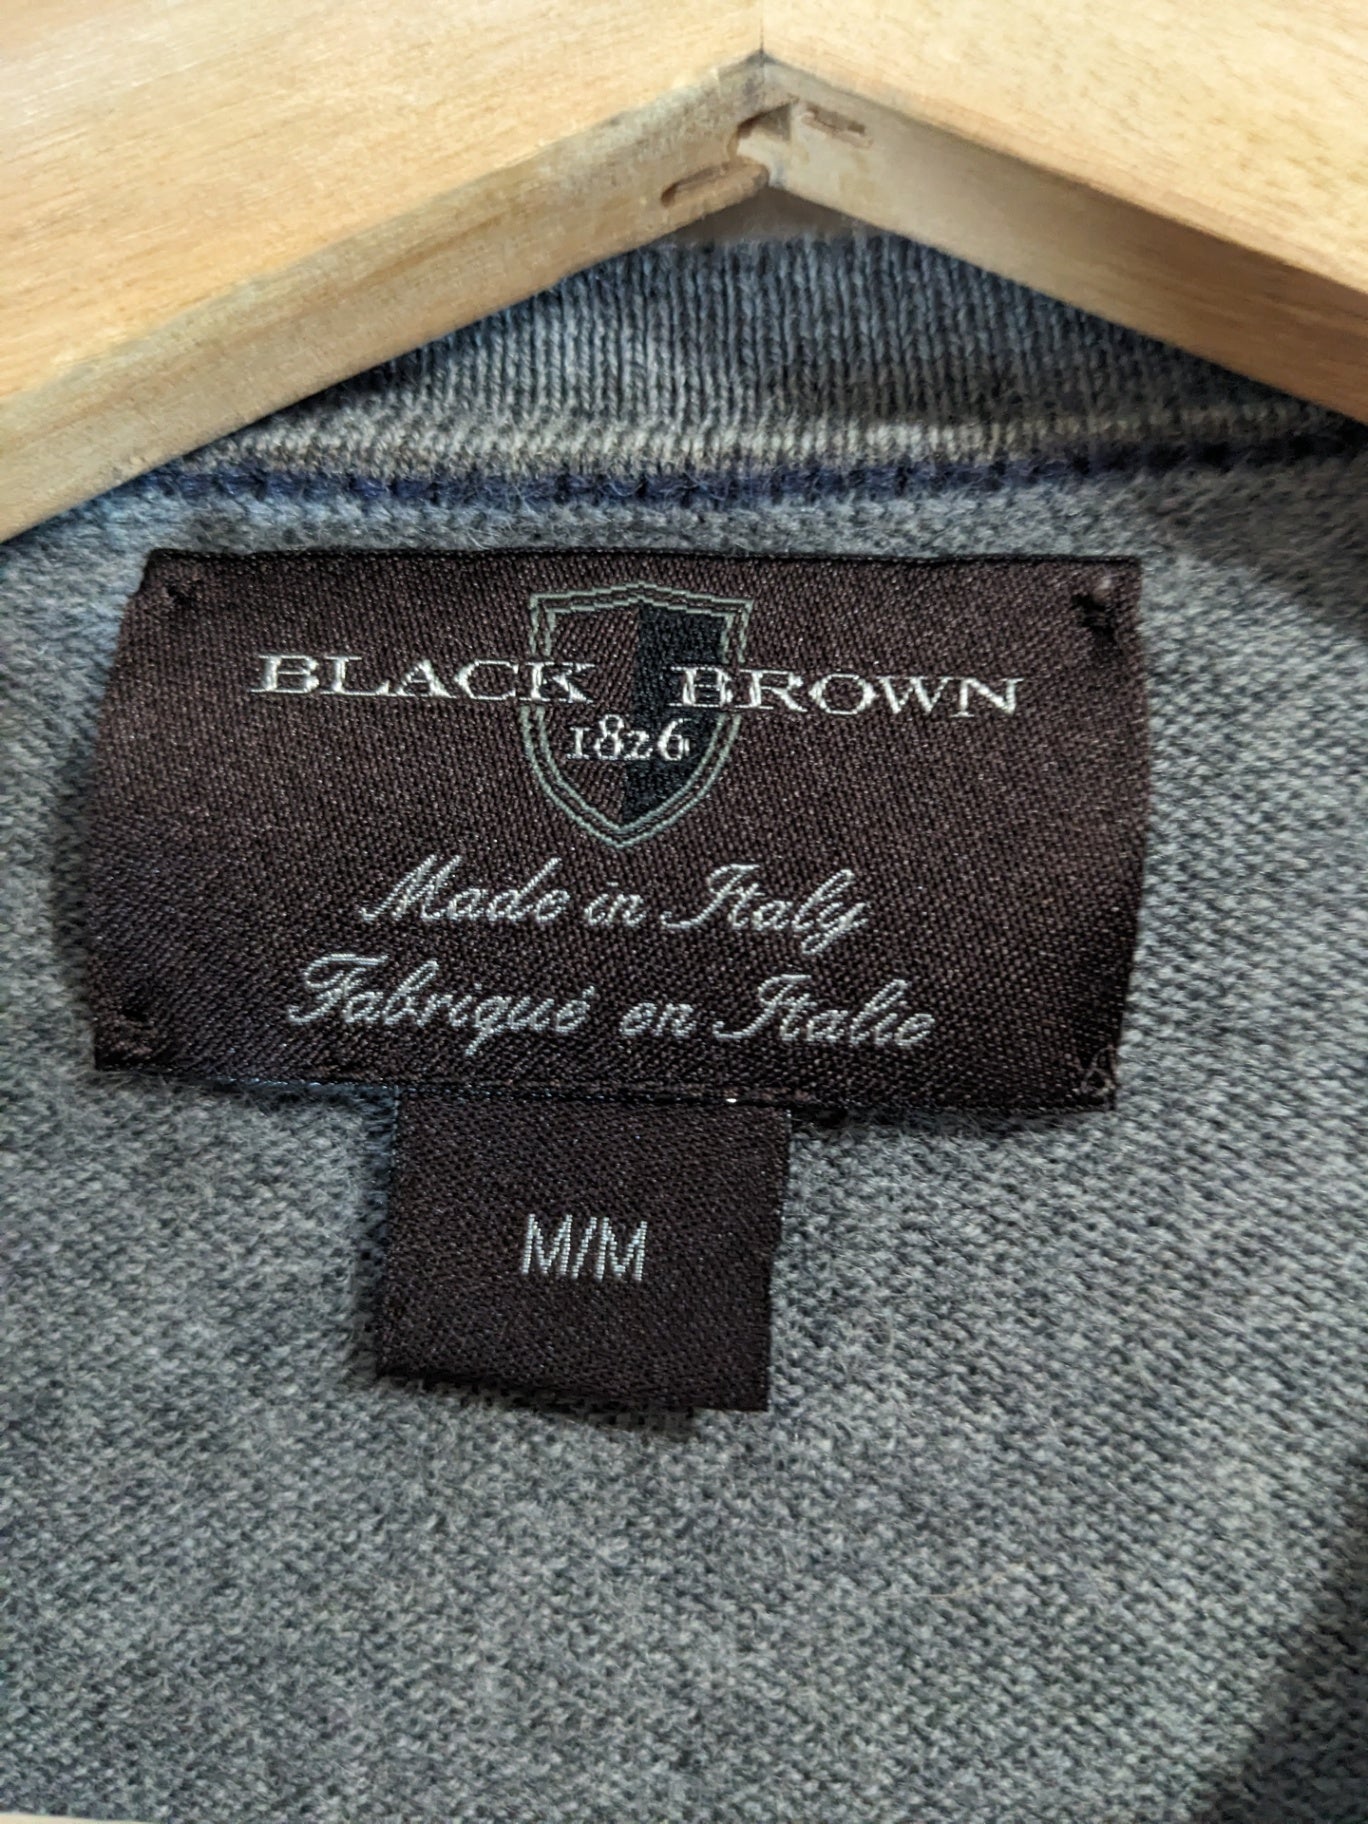 BLACK BROWN
1826
Made in Italy
Fabriqué en Italie
M/M